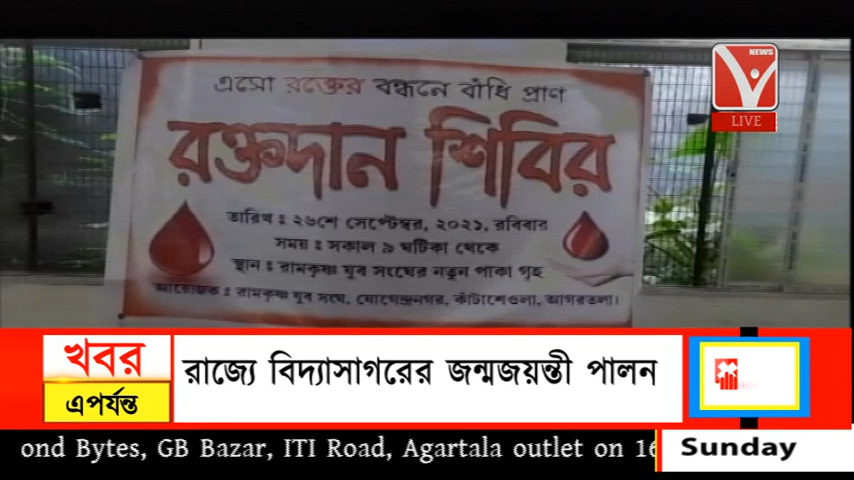 এসো রক্তের বন্ধনে বাঁধি প্রাণ
রক্তদান শিবির
তারিখ ঃ ২৬শে সেপ্টেম্বর, ২০২১, রবিবার
সময় ঃ সকাল ৯ ঘটিকা থেকে
স্থান ঃ রামকৃষ্ণ যুব সংঘের নতুন পাকা গৃহ
আয়োজক ঃ রামকৃষ্ণ যুব সংঘ, যোগেন্দ্রনগর, কাঁটাশেওলা, আগরতলা।
NEWS
V
LIVE
খবর
এপর্যন্ত
রাজ্যে বিদ্যাসাগরের জন্মজয়ন্তী পালন
ond Bytes, GB Bazar, ITI Road, Agartala outlet on 16
Sunday